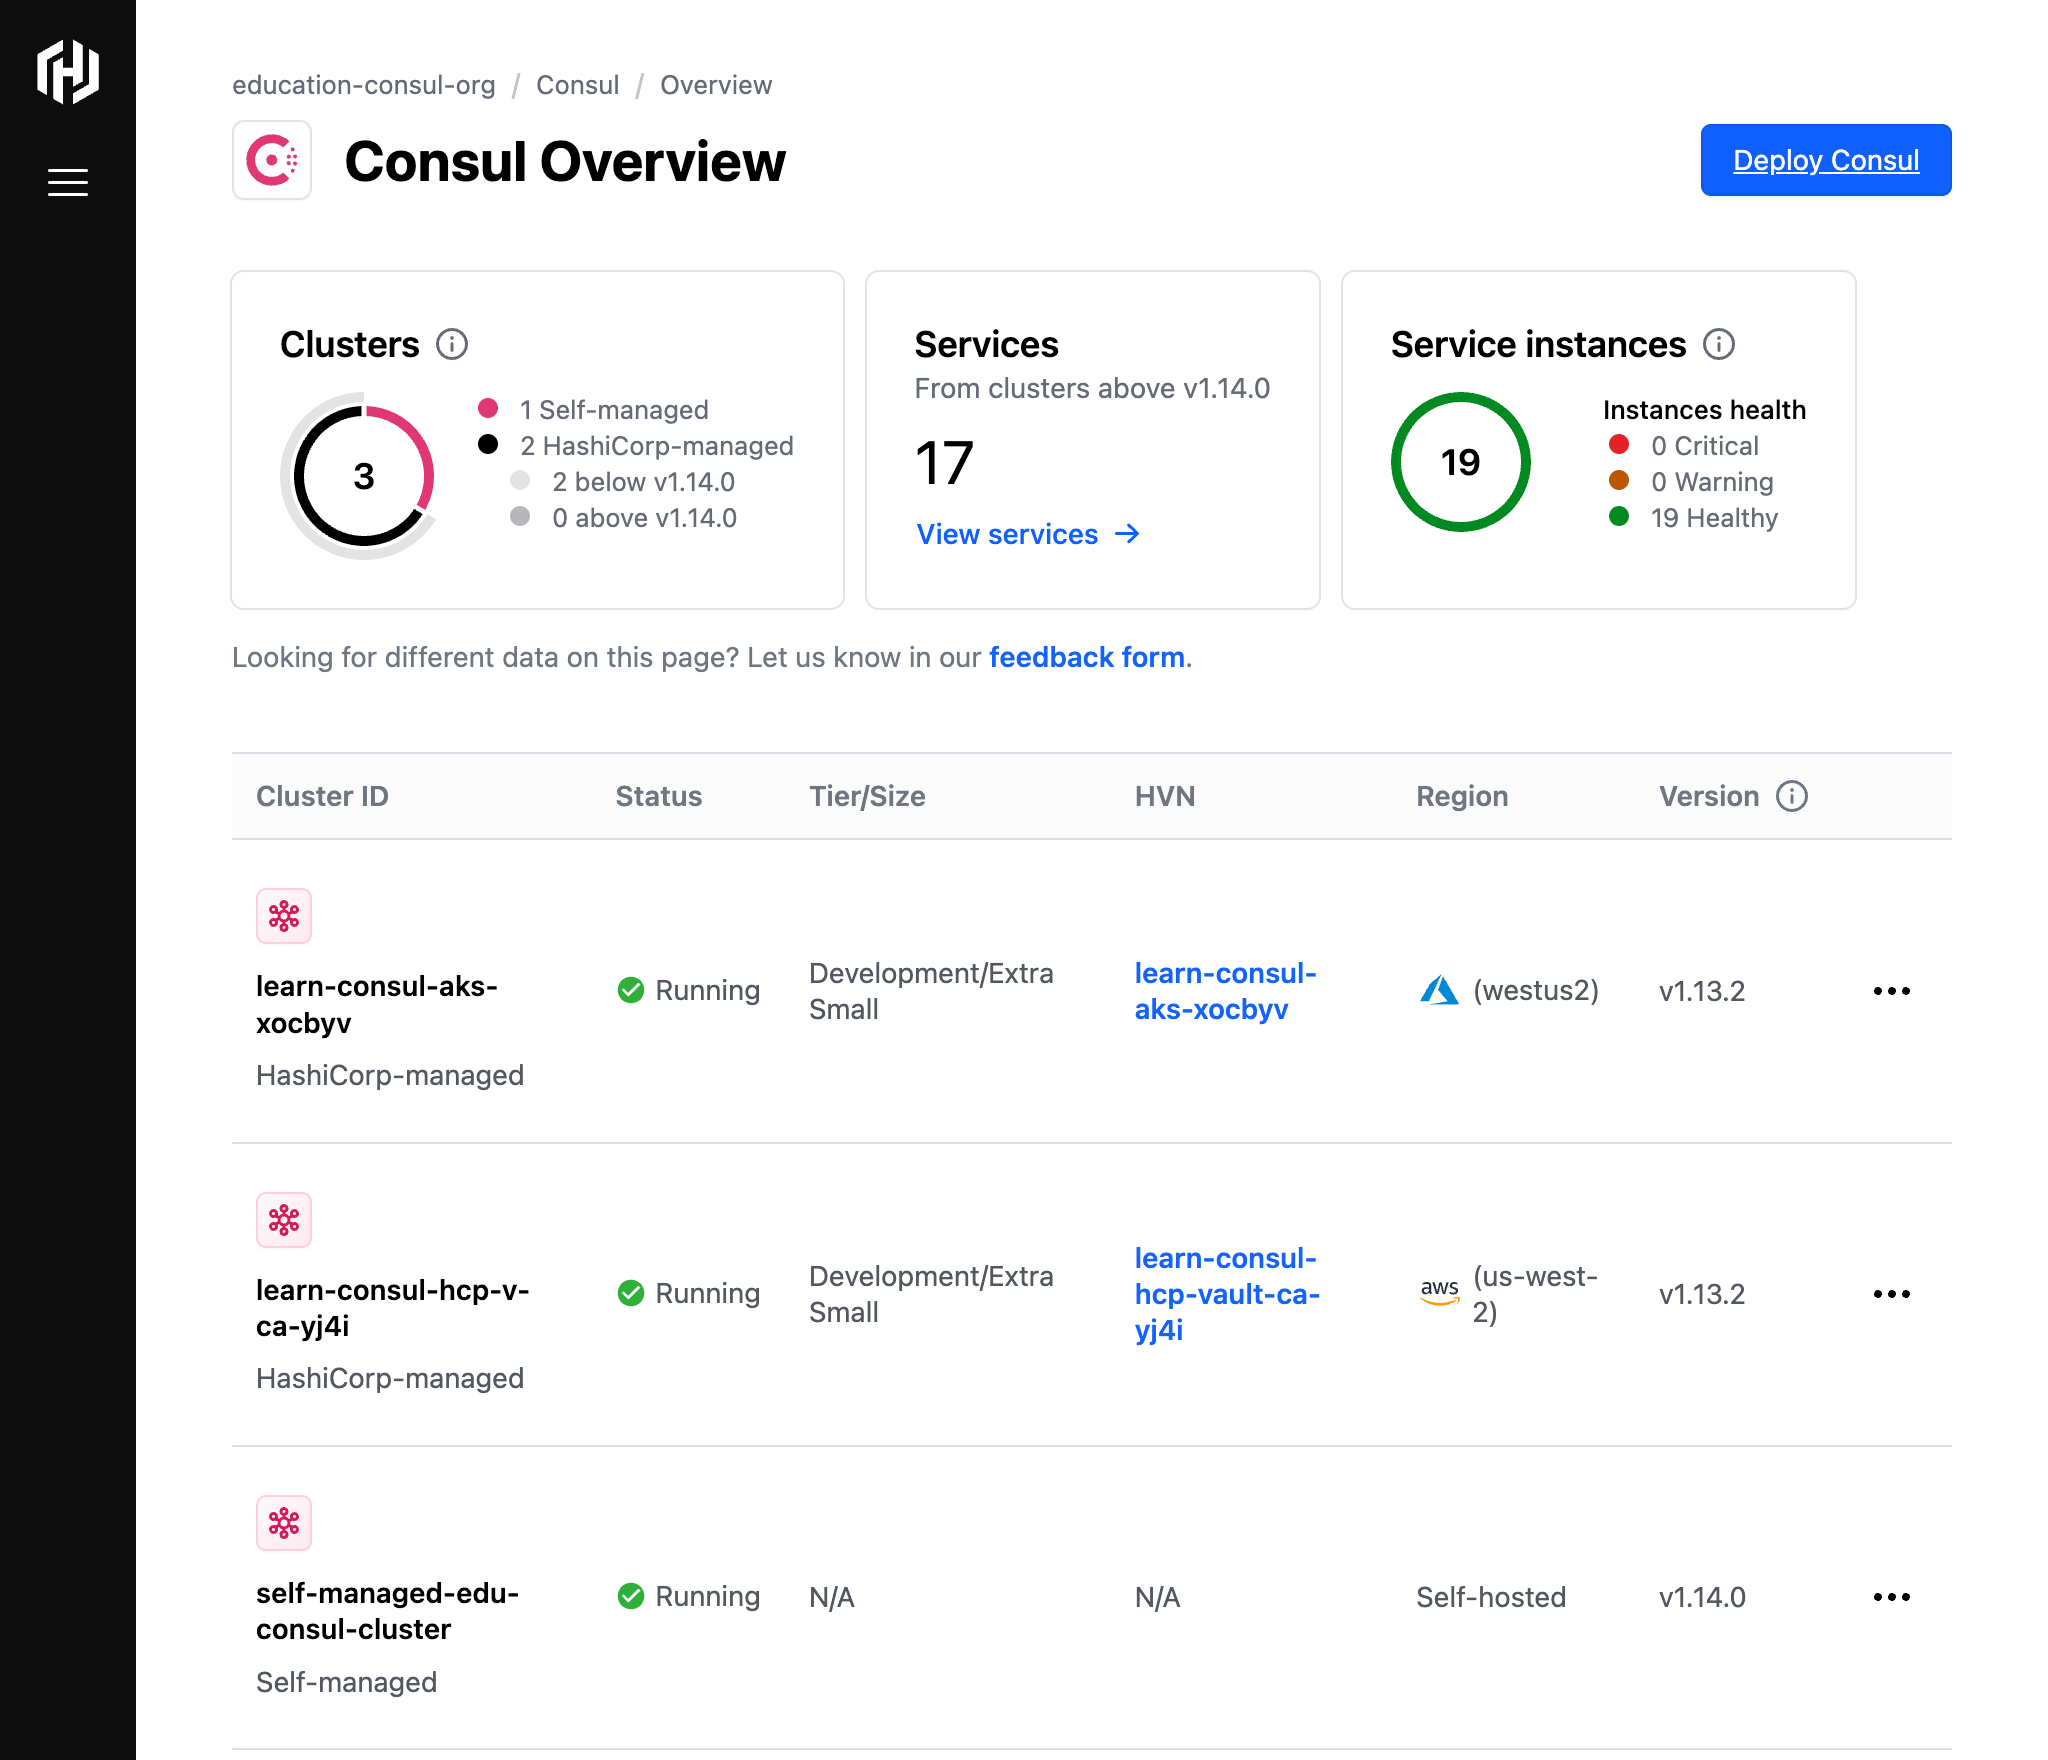 education-consul-org / Consul / Overview
Consul Overview
Deploy Consul
Clusters
3
1 Self-managed
2 HashiCorp-managed
2 below v1.14.0
0 above v1.14.0
Services
From clusters above v1.14.0
17
View services
Service instances
19
Instances health
0 Critical
0 Warning
19 Healthy
Looking for different data on this page? Let us know in our feedback form.
Cluster ID Status Tier/Size HVN Region Version
learn-consul-aks-
xocbyv
HashiCorp-managed
Running
Development/Extra
Small
learn-consul-
aks-xocbyv
(westus2)
v1.13.2
learn-consul-hcp-v-
ca-yj4i
HashiCorp-managed
Running
Development/Extra
Small
learn-consul-
hcp-vault-ca-
yj4i
aws
(us-west-
2)
v1.13.2
self-managed-edu-
consul-cluster
Self-managed
Running
N/A
N/A
Self-hosted
v1.14.0